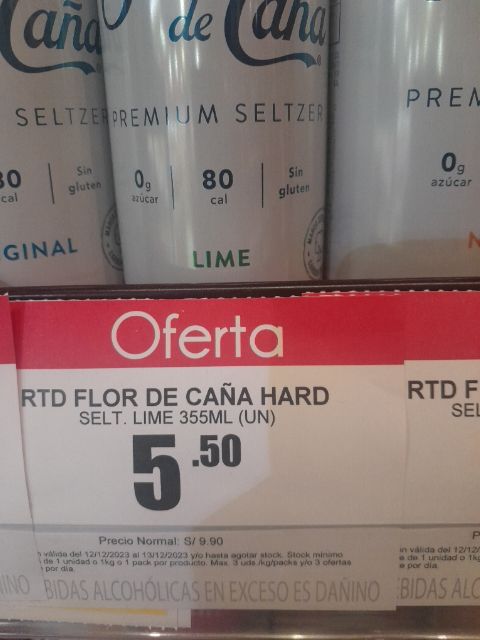 Caña
de Caña
SELTZER
PREMIUM SELTZER
PREM
80
cal
Sin
gluten
0g
azúcar
80
cal
Sin
gluten
0g
azúcar
GINAL
LIME
Oferta
RTD FLOR DE CAÑA HARD
SELT. LIME 355ML (UN)
5.50
Precio Normal: S/ 9.90
válida del 12/12/2023 al 13/12/2023 y/o hasta agotar stock. Stock mínimo
de 1 unidad o 1kg o 1 pack por producto. Max. 3 uds./kg/packs y/o 3 ofertas
por día.
BIDAS ALCOHÓLICAS EN EXCESO ES DAÑINO
RTD F
SEL